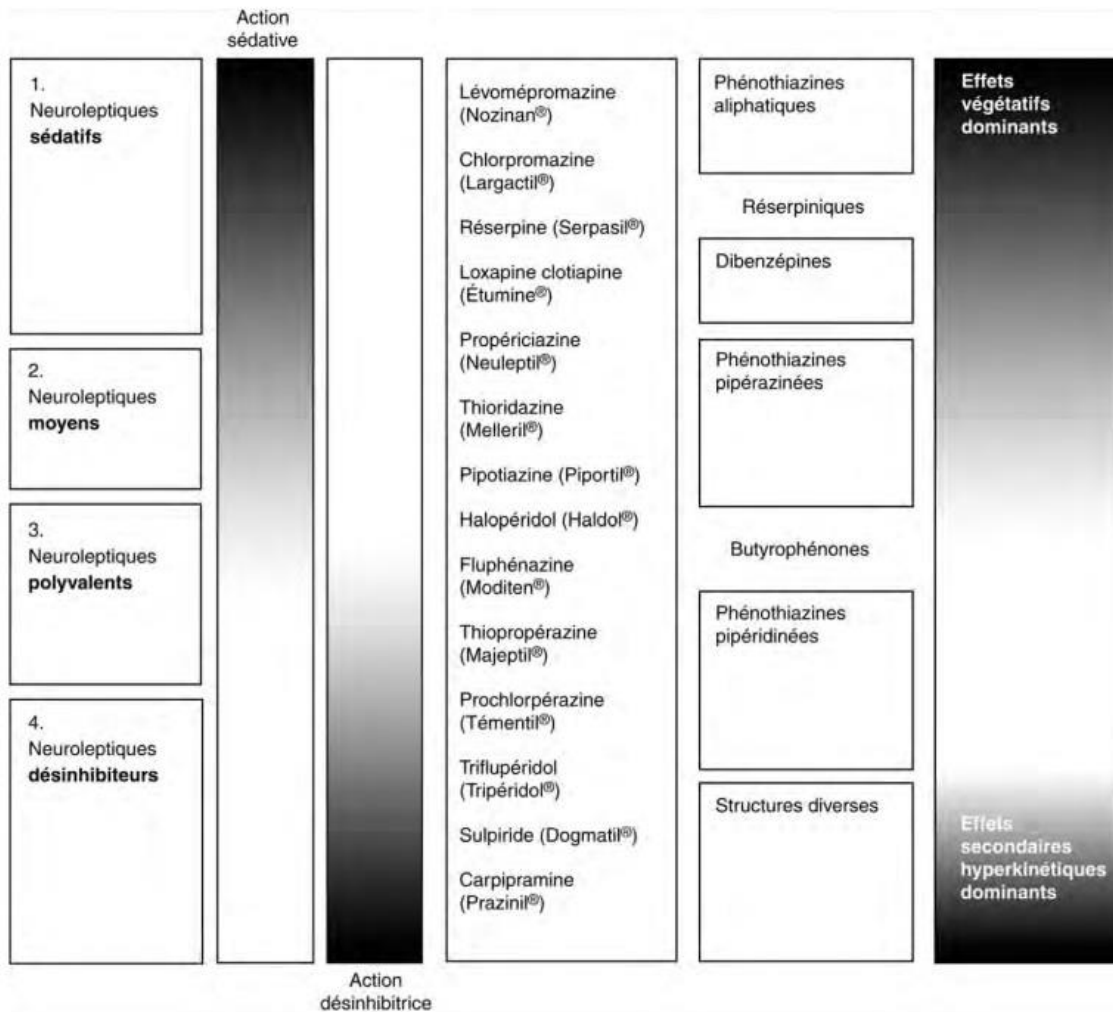 Action
sédative
1.
Neuroleptiques
sédatifs
2.
Neuroleptiques
moyens
3.
Neuroleptiques
polyvalents
4.
Neuroleptiques
désinhibiteurs
Action
désinhibitrice
Lévomépromazine
(Nozinan®)
Chlorpromazine
(Largactil®)
Réserpine (Serpasil®)
Loxapine clotiapine
(Étumine®)
Propériciazine
(Neuleptil®)
Thioridazine
(Melleril®)
Pipotiazine (Piportil®)
Halopéridol (Haldol®)
Fluphénazine
(Moditen®)
Thiopropérazine
(Majeptil®)
Prochlorpérazine
(Témentil®)
Triflupéridol
(Tripéridol®)
Sulpiride (Dogmatil®)
Carpipramine
(Prazinil®)
Phénothiazines
aliphatiques
Réserpiniques
Dibenzépines
Phénothiazines
pipérazinées
Butyrophénones
Phénothiazines
pipéridinées
Structures diverses
Effets
végétatifs
dominants
Effets
secondaires
hyperkinétiques
dominants